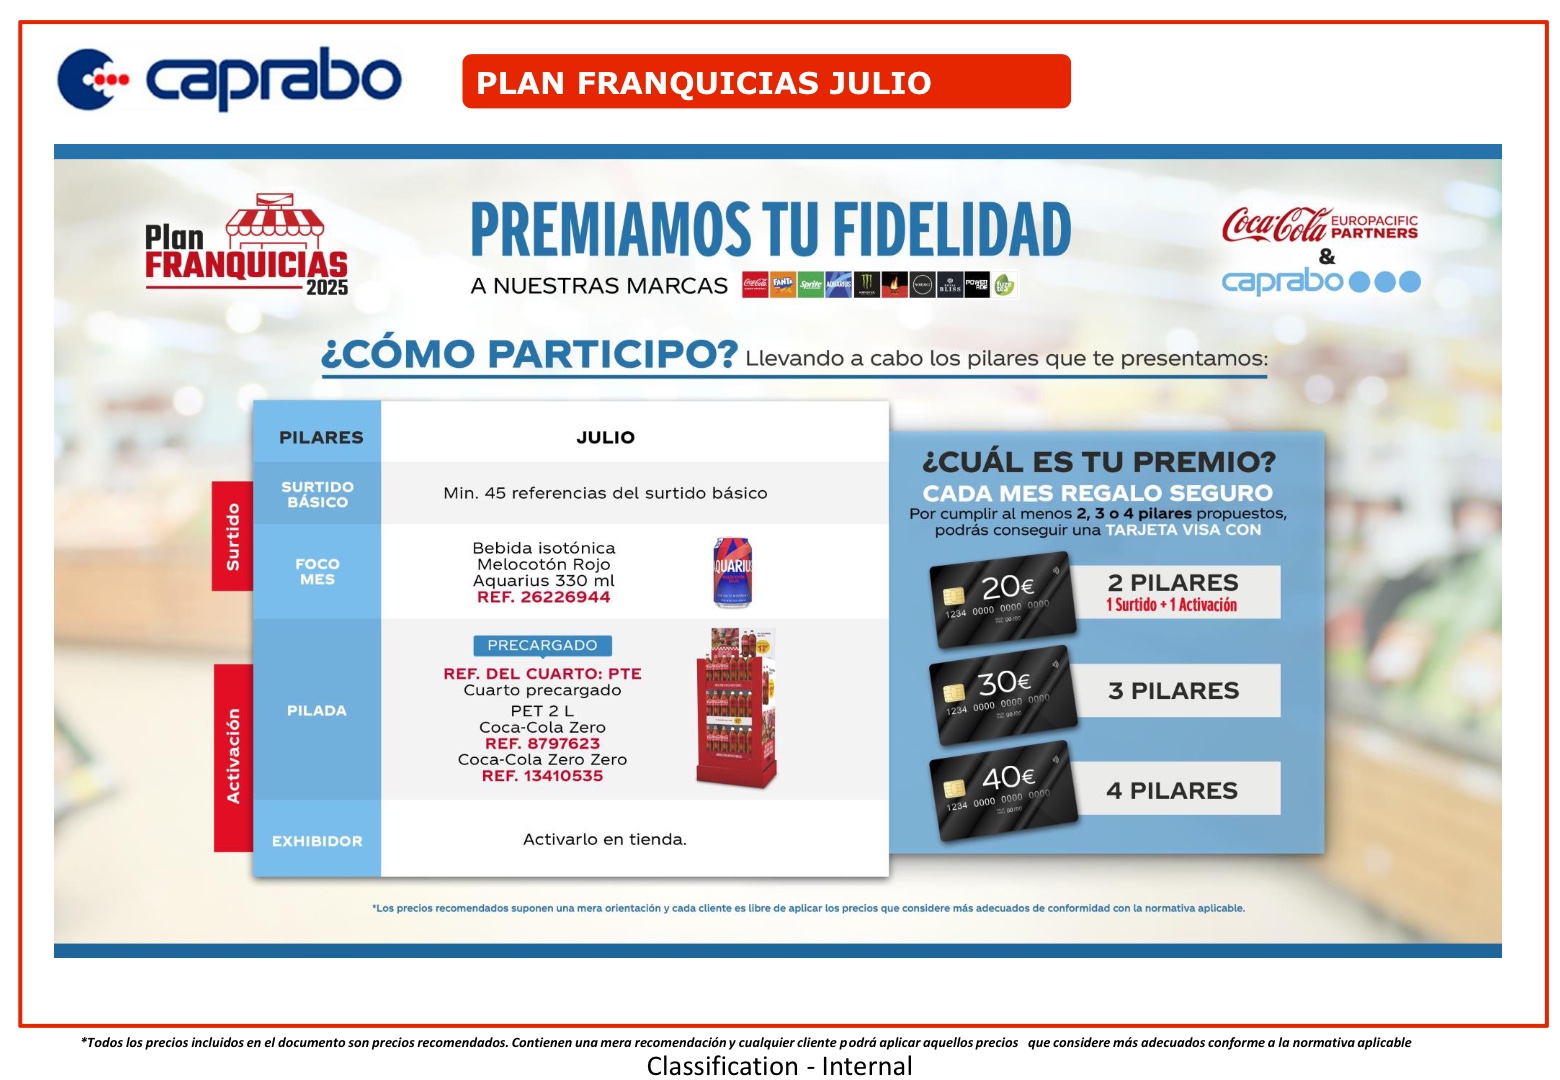 caprabo
PLAN FRANQUICIAS JULIO
Plan
FRANQUICIAS
2025
PREMIAMOS TU FIDELIDAD
A NUESTRAS MARCAS
Coca-Cola
FANTA
Sprite
AQUARIUS
Coca-Cola EUROPACIFIC
PARTNERS
&
caprabo
¿CÓMO PARTICIPO? Llevando a cabo los pilares que te presentamos:
PILARES
JULIO
Surtido
SURTIDO
BÁSICO
Min. 45 referencias del surtido básico
FOCO
MES
Bebida isotónica
Melocotón Rojo
Aquarius 330 ml
REF. 26226944
AQUARIUS
Activación
PILADA
PRECARGADO
REF. DEL CUARTO: PTE
Cuarto precargado
PET 2 L
Coca-Cola Zero
REF. 8797623
Coca-Cola Zero Zero
REF. 13410535
EXHIBIDOR
Activarlo en tienda.
¿CUÁL ES TU PREMIO?
CADA MES REGALO SEGURO
Por cumplir al menos 2, 3 o 4 pilares propuestos,
podrás conseguir una TARJETA VISA CON
20€
1234 0000 0000 0000
2 PILARES
1 Surtido + 1 Activación
30€
1234 0000 0000 0000
3 PILARES
40€
1234 0000 0000 0000
4 PILARES
*Los precios recomendados suponen una mera orientación y cada cliente es libre de aplicar los precios que considere más adecuados de conformidad con la normativa aplicable.
*Todos los precios incluidos en el documento son precios recomendados. Contienen una mera recomendación y cualquier cliente podrá aplicar aquellos precios que considere más adecuados conforme a la normativa aplicable
Classification - Internal